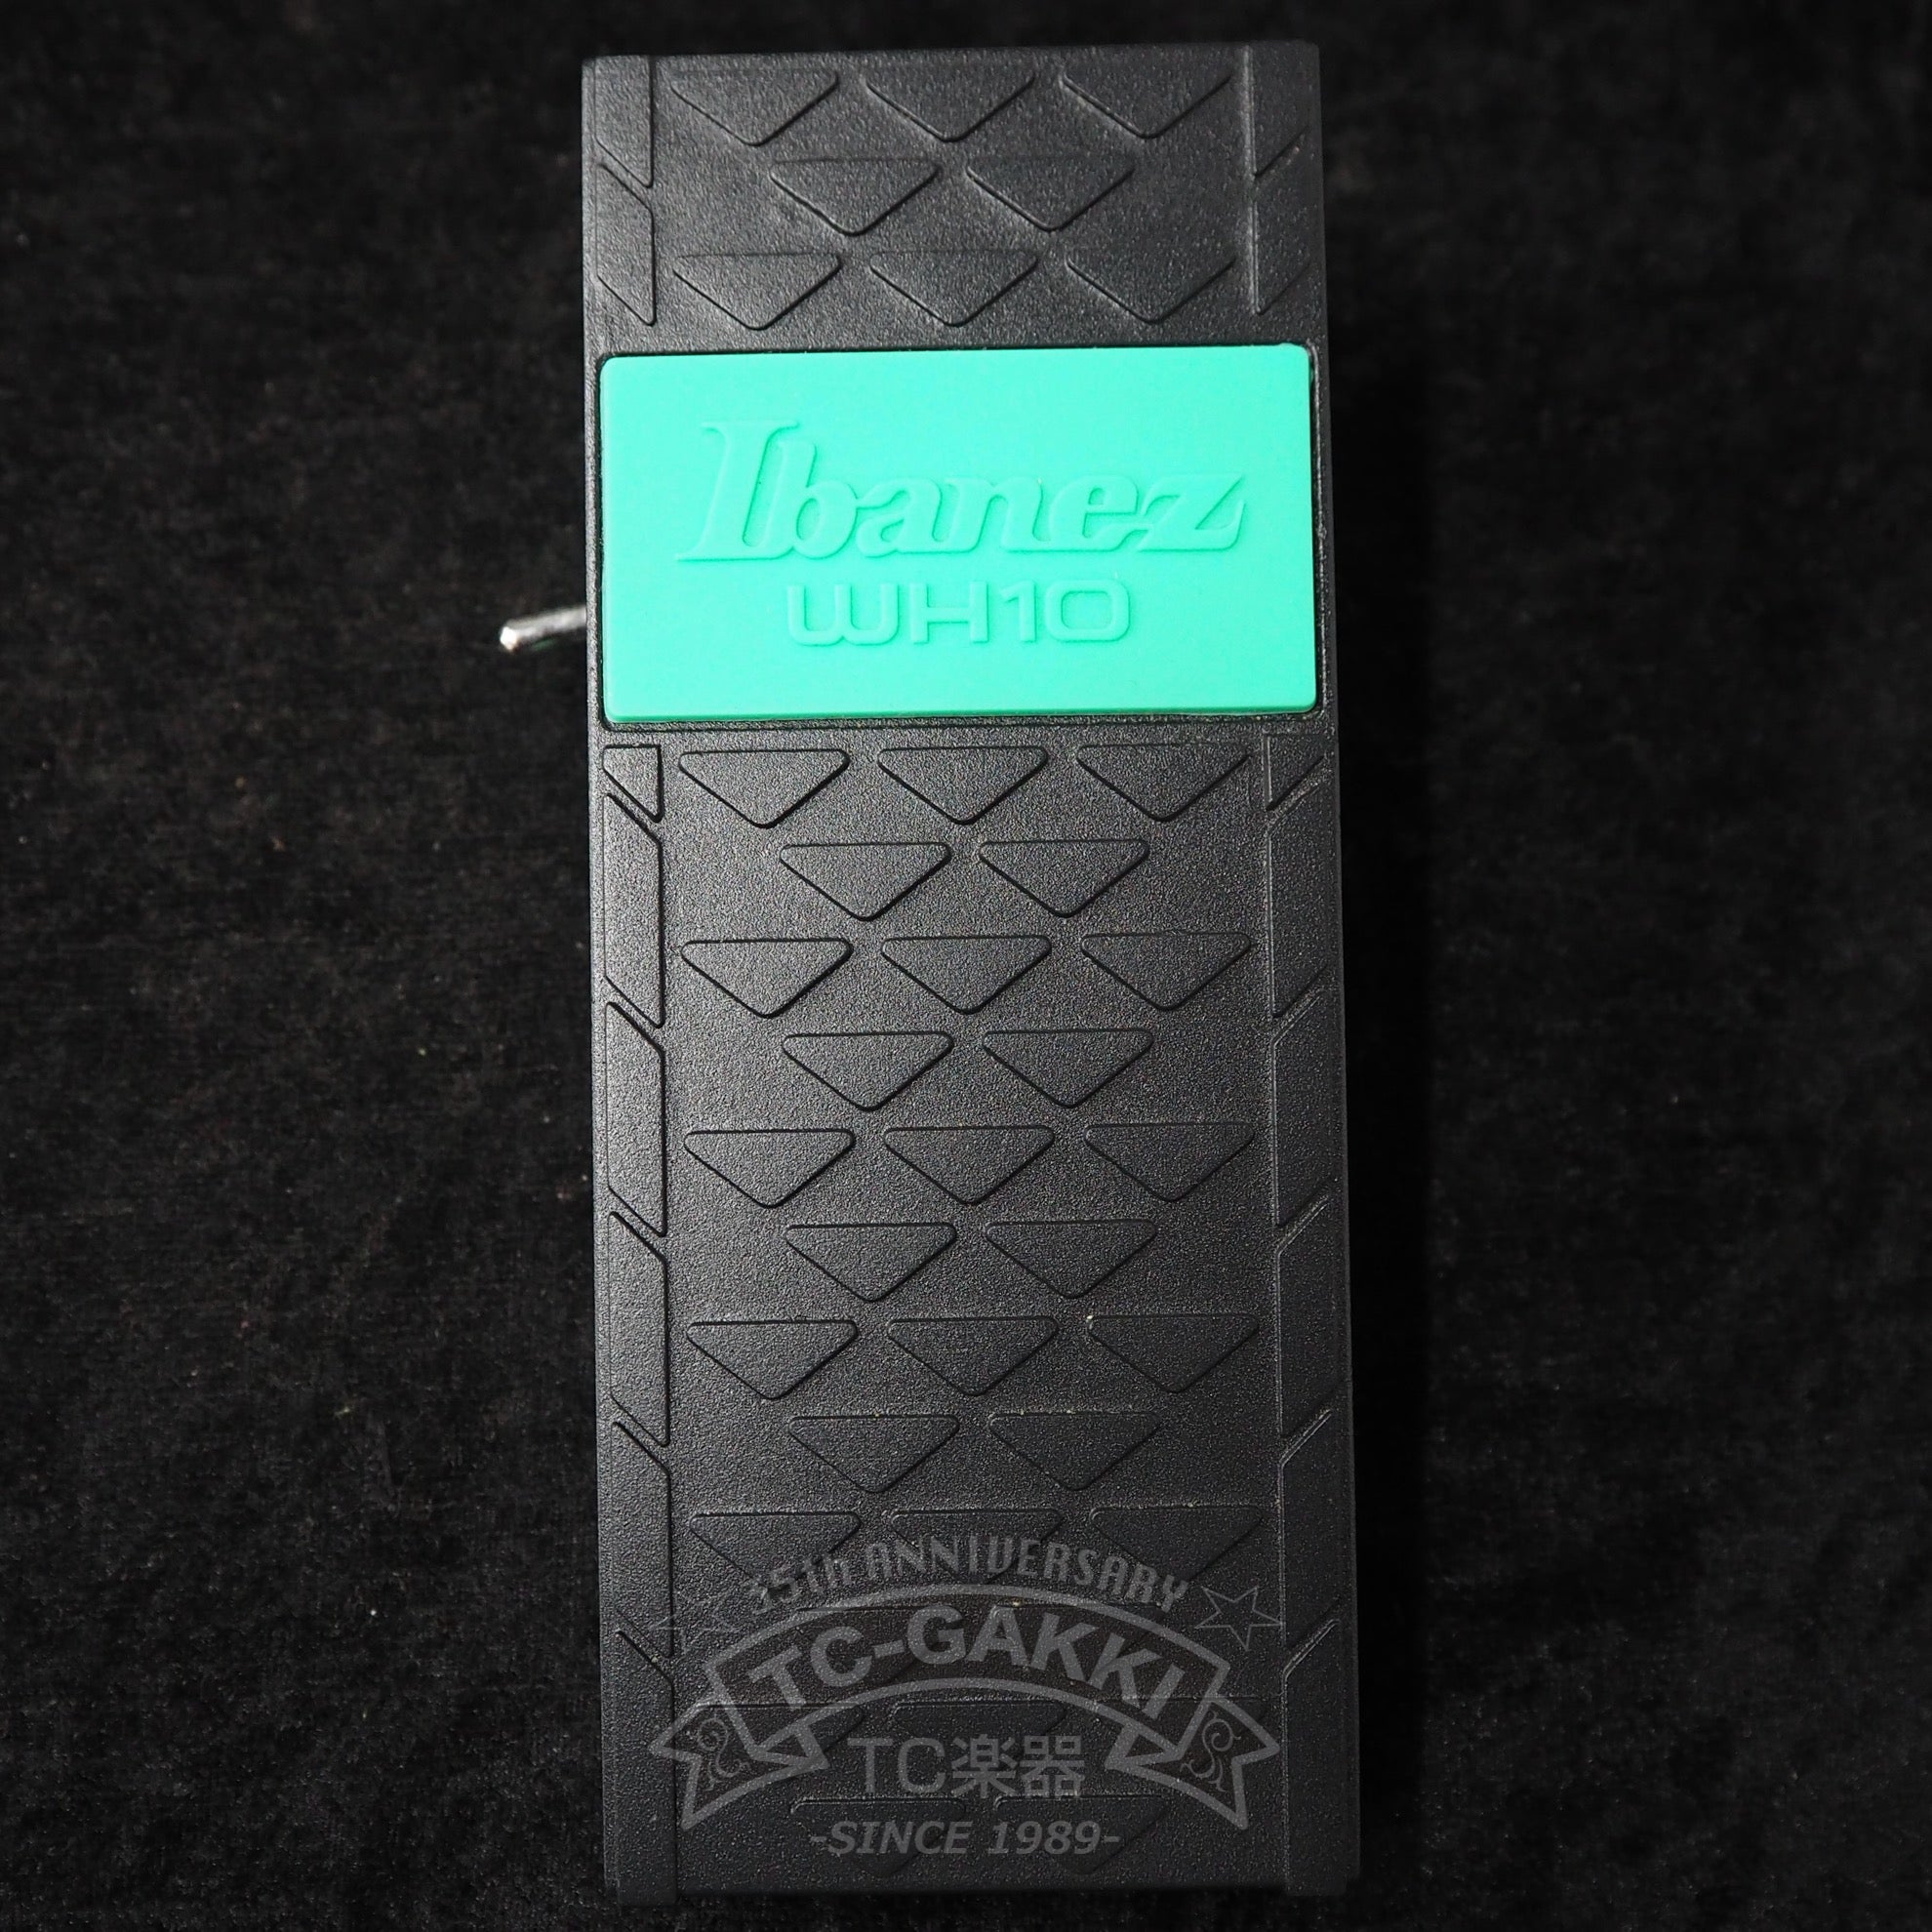 Ibanez
WH10
35th ANNIVERSARY
TC-GAKKI
TC楽器
-SINCE 1989-